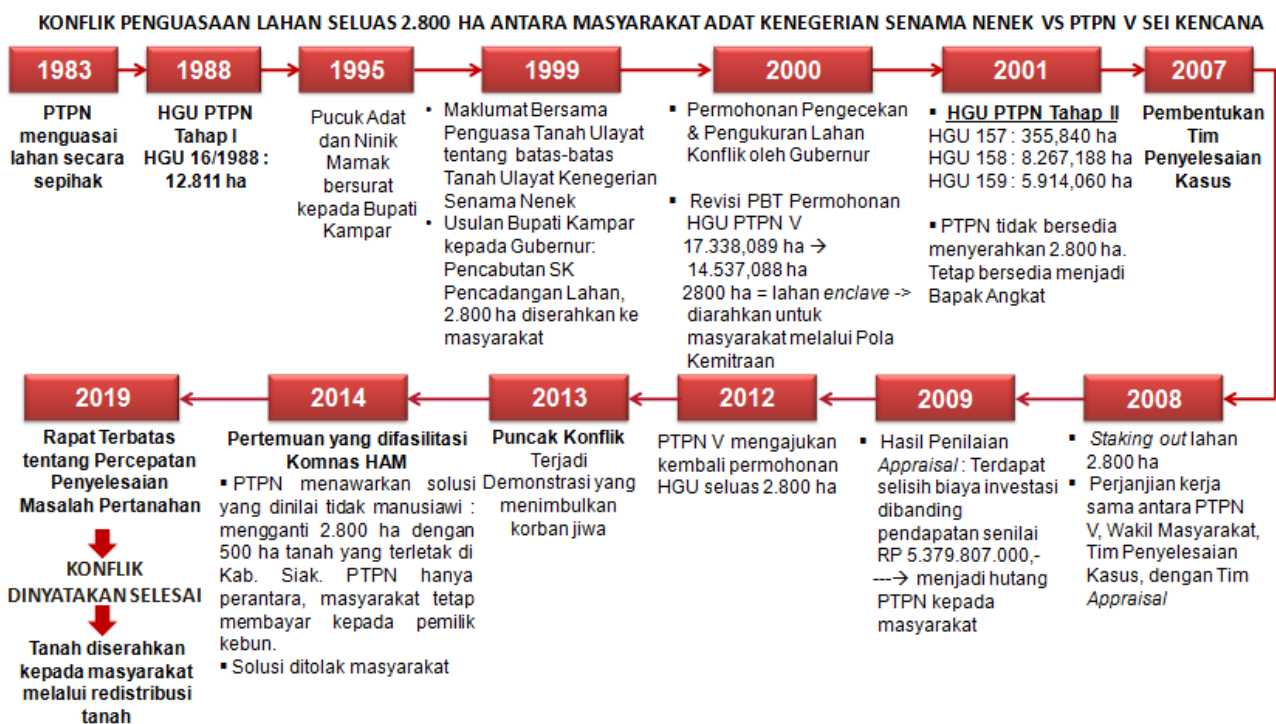 KONFLIK PENGUASAAN LAHAN SELUAS 2.800 HA ANTARA MASYARAKAT ADAT KENEGERIAN SENAMA NENEK VS PTPN V SEI KENCANA
1983
PTPN
menguasai
lahan secara
sepihak
1988
HGU PTPN
Tahap I
HGU 16/1988 :
12.811 ha
1995
Pucuk Adat
dan Ninik
Mamak
bersurat
kepada Bupati
Kampar
1999
• Maklumat Bersama
Penguasa Tanah Ulayat
tentang batas-batas
Tanah Ulayat Kenegerian
Senama Nenek
• Usulan Bupati Kampar
kepada Gubernur:
Pencabutan SK
Pencadangan Lahan,
2.800 ha diserahkan ke
masyarakat
2000
▪ Permohonan Pengecekan
& Pengukuran Lahan
Konflik oleh Gubernur
▪ Revisi PBT Permohonan
HGU PTPN V
17.338,089 ha →
14.537,088 ha
2800 ha = lahan enclave ->
diarahkan untuk
masyarakat melalui Pola
Kemitraan
2001
▪ HGU PTPN Tahap II
HGU 157 : 355,840 ha
HGU 158 : 8.267,188 ha
HGU 159 : 5.914,060 ha
▪ PTPN tidak bersedia
menyerahkan 2.800 ha.
Tetap bersedia menjadi
Bapak Angkat
2007
Pembentukan
Tim
Penyelesaian
Kasus
2008
▪ Staking out lahan
2.800 ha
▪ Perjanjian kerja
sama antara PTPN
V, Wakil Masyarakat,
Tim Penyelesaian
Kasus, dengan Tim
Appraisal
2009
▪ Hasil Penilaian
Appraisal : Terdapat
selisih biaya investasi
dibanding
pendapatan senilai
RP 5.379.807.000,-
---→ menjadi hutang
PTPN kepada
masyarakat
2012
PTPN V mengajukan
kembali permohonan
HGU seluas 2.800 ha
2013
Puncak Konflik
Terjadi
Demonstrasi yang
menimbulkan
korban jiwa
2014
Pertemuan yang difasilitasi
Komnas HAM
▪ PTPN menawarkan solusi
yang dinilai tidak manusiawi :
mengganti 2.800 ha dengan
500 ha tanah yang terletak di
Kab. Siak. PTPN hanya
perantara, masyarakat tetap
membayar kepada pemilik
kebun.
▪ Solusi ditolak masyarakat
2019
Rapat Terbatas
tentang Percepatan
Penyelesaian
Masalah Pertanahan
KONFLIK
DINYATAKAN SELESAI
Tanah diserahkan
kepada masyarakat
melalui redistribusi
tanah